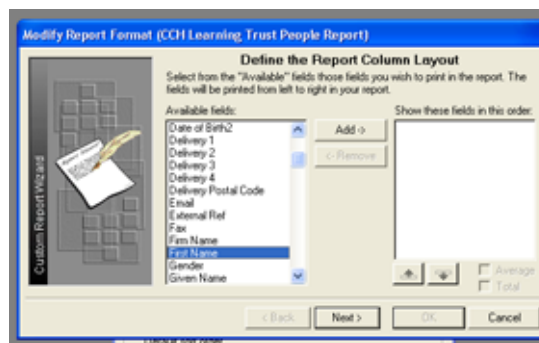 Modify Report Format (CCH Learning Trust People Report)
Define the Report Column Layout
Select from the "Available" fields those fields you wish to print in the report. The
fields will be printed from left to right in your report.
Available fields:
Show these fields in this order:
Date of Birth2
Delivery 1
Delivery 2
Delivery 3
Delivery 4
Delivery Postal Code
Email
External Ref
Fax
Firm Name
First Name
Gender
Given Name
Add ->
<- Remove
Average
Total
Custom Report Wizard
< Back
Next >
OK
Cancel